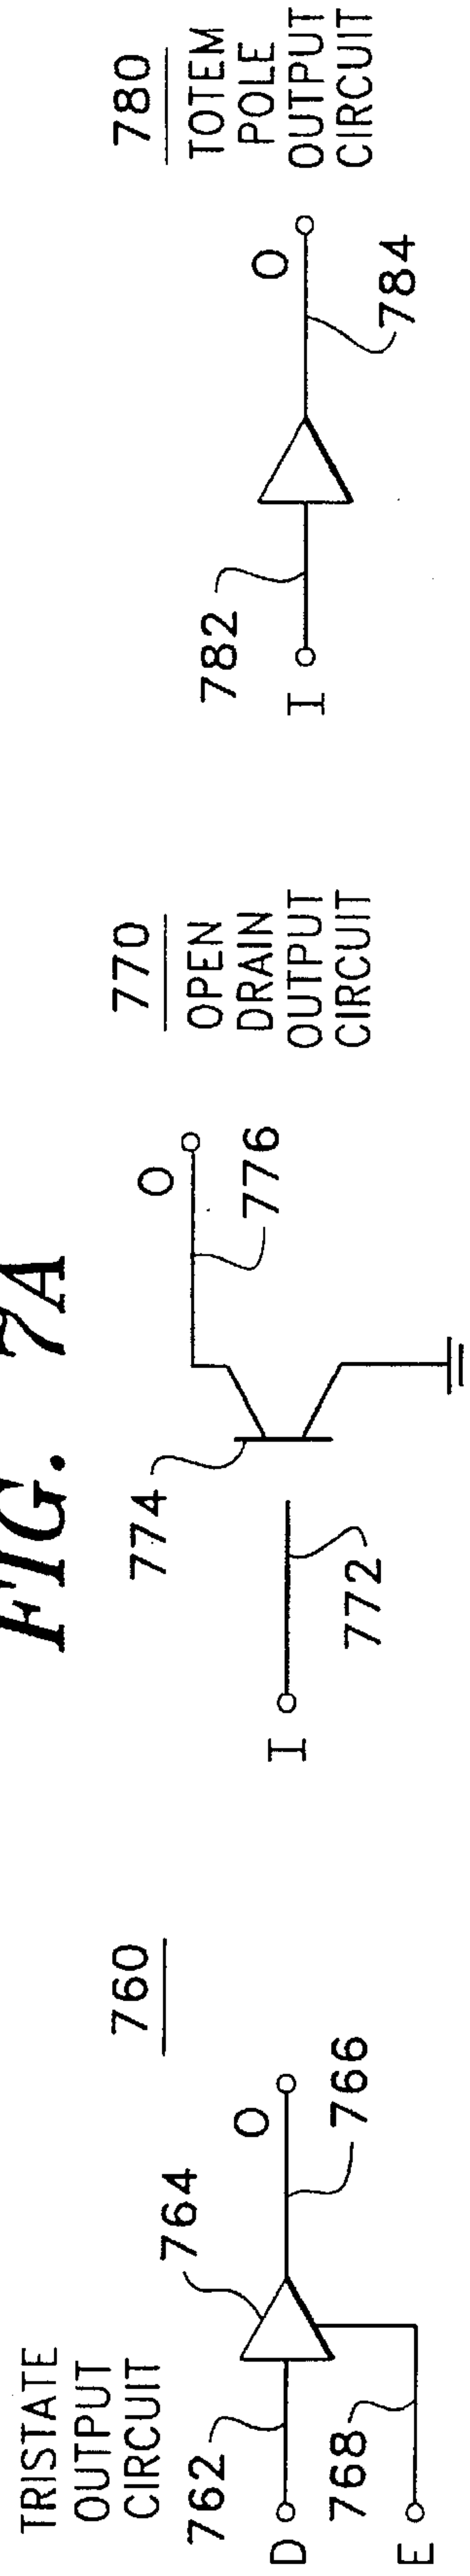 FIG. 7A
TRISTATE
OUTPUT
CIRCUIT
760
762
764
O
766
D
768
E
770
OPEN
DRAIN
OUTPUT
CIRCUIT
774
O
776
I
772
780
TOTEM
POLE
OUTPUT
CIRCUIT
782
O
784
I